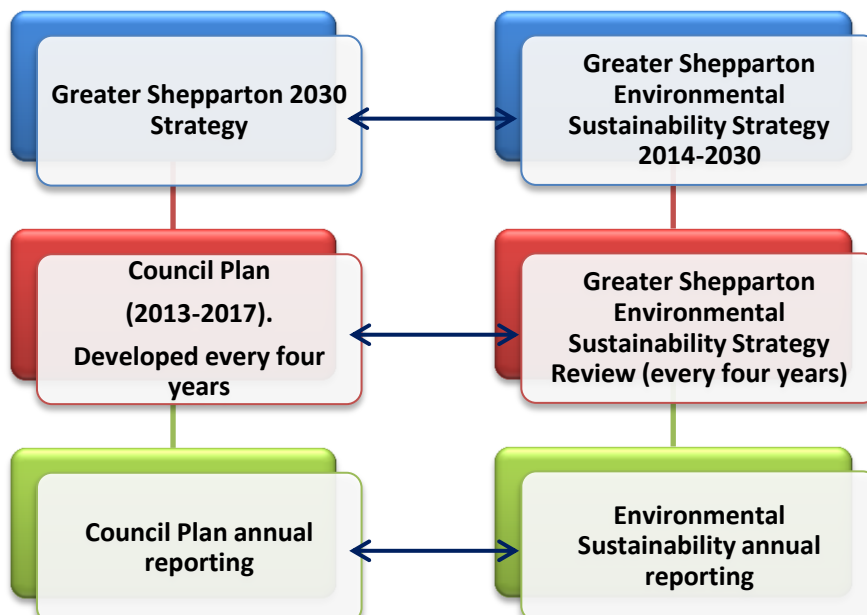 Greater Shepparton 2030
Strategy
Greater Shepparton
Environmental
Sustainability Strategy
2014-2030
Council Plan
(2013-2017).
Developed every four
years
Greater Shepparton
Environmental
Sustainability Strategy
Review (every four years)
Council Plan annual
reporting
Environmental
Sustainability annual
reporting